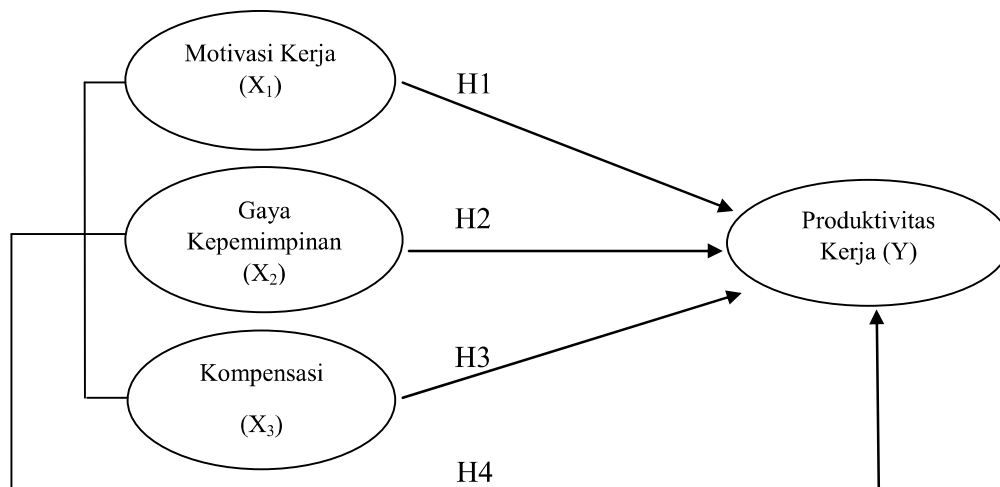 Motivasi Kerja
(X₁)
H1
Gaya
Kepemimpinan
(X₂)
H2
Produktivitas
Kerja (Y)
Kompensasi
(X₃)
H3
H4